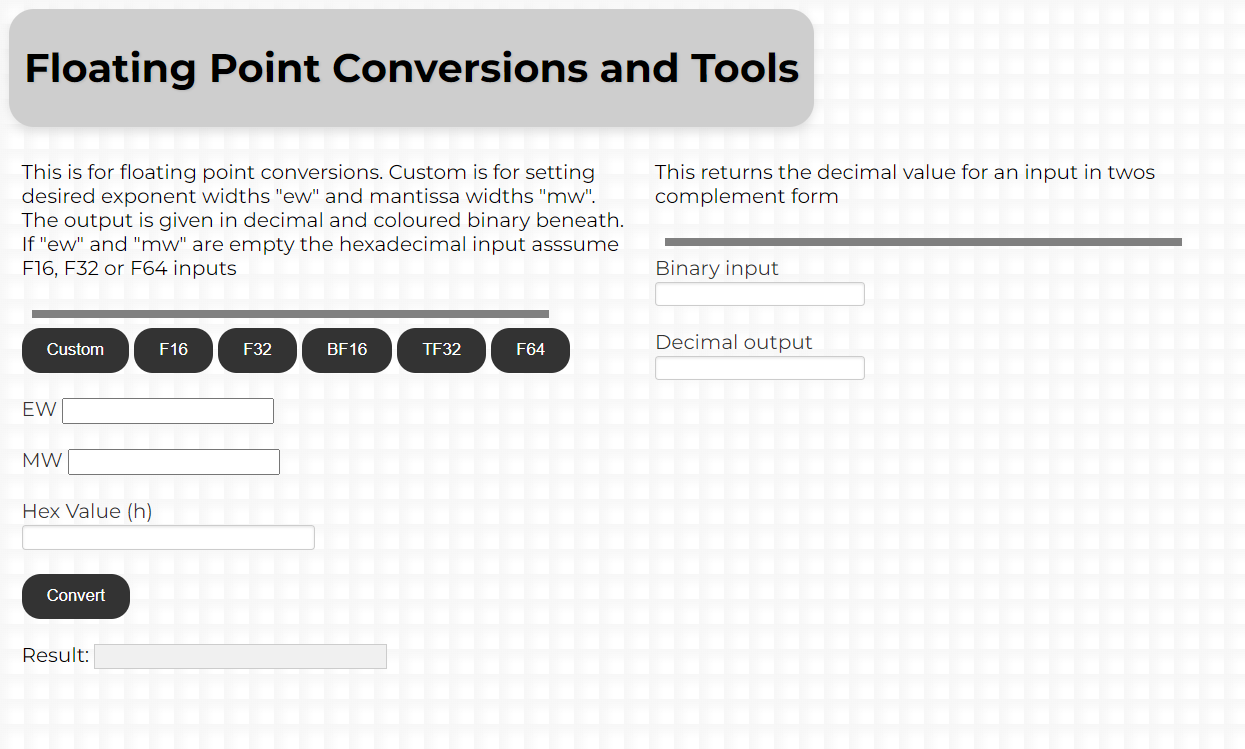 Floating Point Conversions and Tools
This is for floating point conversions. Custom is for setting
desired exponent widths "ew" and mantissa widths "mw".
The output is given in decimal and coloured binary beneath.
If "ew" and "mw" are empty the hexadecimal input asssume
F16, F32 or F64 inputs
Custom F16 F32 BF16 TF32 F64
EW
MW
Hex Value (h)
Convert
Result:
This returns the decimal value for an input in twos
complement form
Binary input
Decimal output